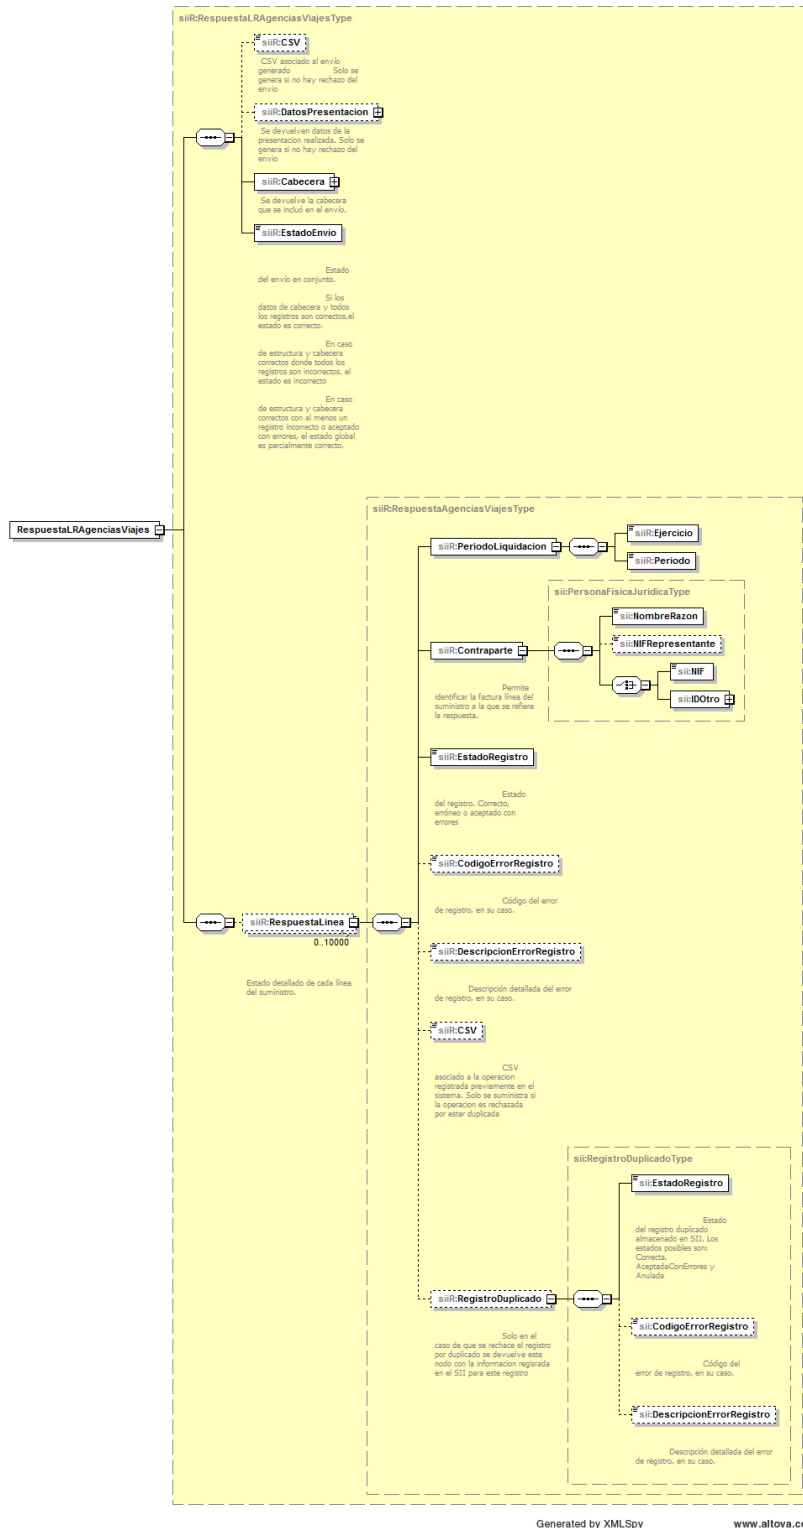 siiR:RespuestaLRAgenciasViajesType
siiR:CSV
CSV asociado al envío
generado Solo se
genera si no hay rechazo del
envio
siiR:DatosPresentacion
Se devuelven datos de la
presentacion realizada. Solo se
genera si no hay rechazo del
envio
siiR:Cabecera
Se devuelve la cabecera
que se incluó en el envío.
siiR:EstadoEnvio
Estado
del envío en conjunto.
Si los
datos de cabecera y todos
los registros son correctos,el
estado es correcto.
En caso
de estructura y cabecera
correctos donde todos los
registros son incorrectos, el
estado es incorrecto
En caso
de estructura y cabecera
correctos con al menos un
registro incorrecto o aceptado
con errores, el estado global
es parcialmente correcto.
RespuestaLRAgenciasViajes
siiR:RespuestaAgenciasViajesType
siiR:PeriodoLiquidacion
siiR:Ejercicio
siiR:Periodo
sii:PersonaFisicaJuridicaType
siiR:Contraparte
sii:NombreRazon
sii:NIFRepresentante
sii:NIF
sii:IDOtro
Permite
identificar la factura línea del
suministro a la que se refiere
la respuesta.
siiR:EstadoRegistro
Estado
del registro. Correcto,
erróneo o aceptado con
errores
siiR:CodigoErrorRegistro
Código del error
de registro, en su caso.
siiR:RespuestaLinea
0..10000
Estado detallado de cada línea
del suministro.
siiR:DescripcionErrorRegistro
Descripción detallada del error
de registro, en su caso.
siiR:CSV
CSV
asociado a la operacion
registrada previamente en el
sistema. Solo se suministra si
la operacion es rechazada
por estar duplicada
sii:RegistroDuplicadoType
sii:EstadoRegistro
Estado
del registro duplicado
almacenado en SII. Los
estados posibles son:
Correcta,
AceptadaConErrores y
Anulada
siiR:RegistroDuplicado
Solo en el
caso de que se rechace el registro
por duplicado se devuelve este
nodo con la informacion regisrada
en el SII para este registro
sii:CodigoErrorRegistro
Código del
error de registro, en su caso.
sii:DescripcionErrorRegistro
Descripción detallada del error
de registro, en su caso.
Generated by XMLSpy www.altova.co